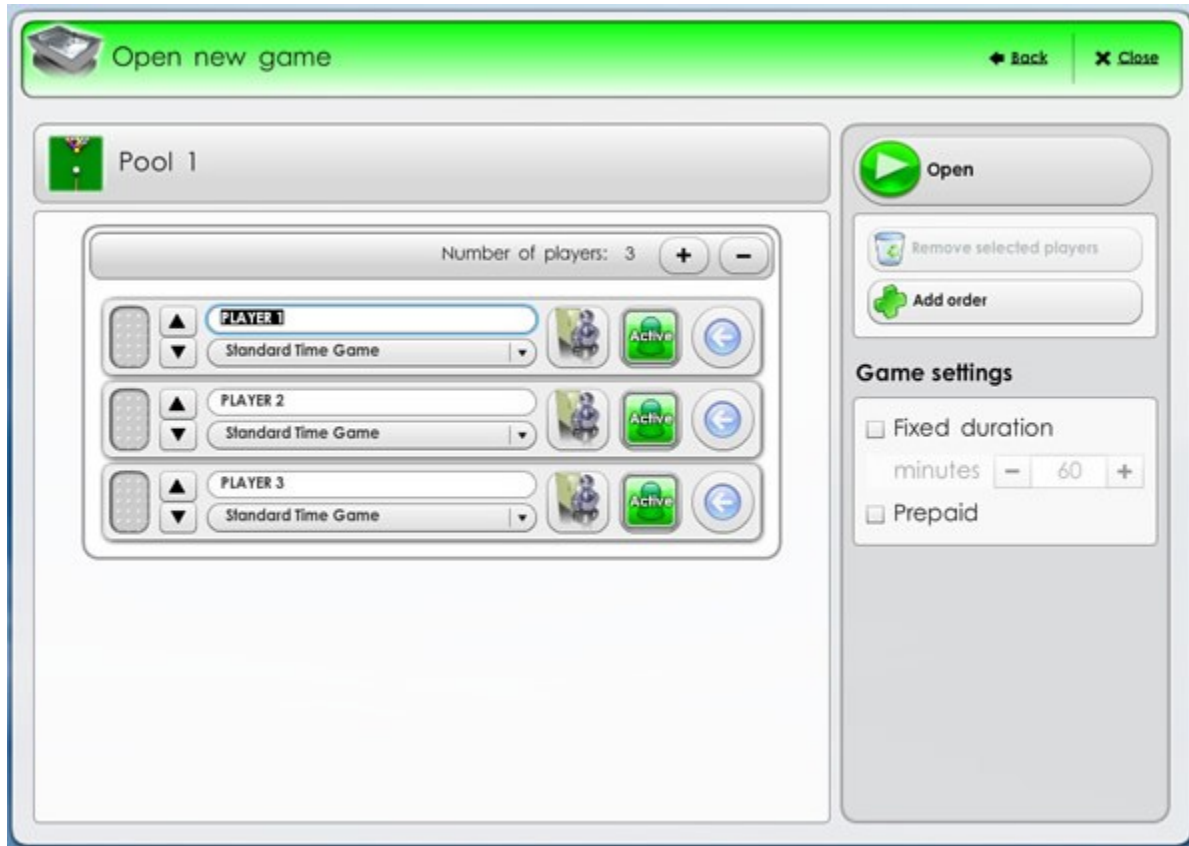 Open new game
Back
Close
Pool 1
Number of players: 3 + -
PLAYER 1
Standard Time Game
Active
PLAYER 2
Standard Time Game
Active
PLAYER 3
Standard Time Game
Active
Open
Remove selected players
Add order
Game settings
Fixed duration
minutes - 60 +
Prepaid